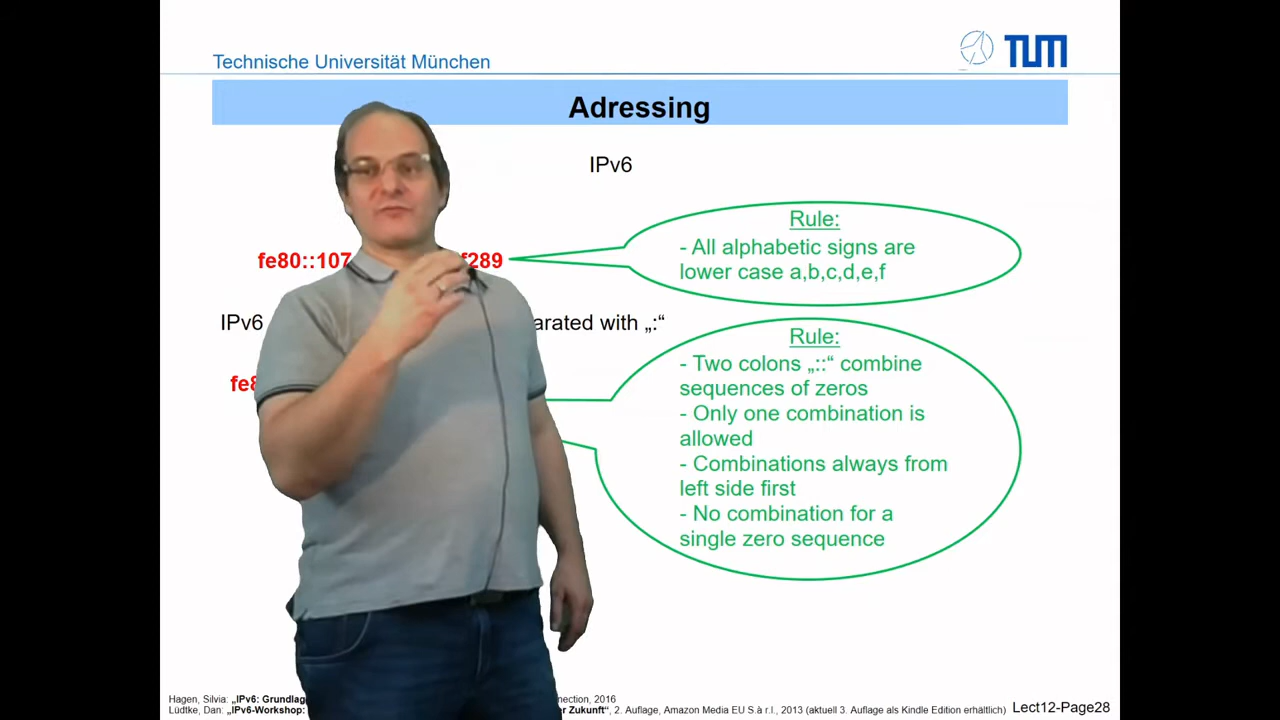 Technische Universität München
TUM
Adressing
IPv6
Rule:
- All alphabetic signs are
lower case a,b,c,d,e,f
fe80::107 f289
IPv6 arated with „:“
Rule:
- Two colons „::“ combine
sequences of zeros
- Only one combination is
allowed
- Combinations always from
left side first
- No combination for a
single zero sequence
fe8
Hagen, Silvia: „IPv6: Grundlag nection, 2016
Lüdtke, Dan: „IPv6-Workshop: er Zukunft“, 2. Auflage, Amazon Media EU S.à r.l., 2013 (aktuell 3. Auflage als Kindle Edition erhältlich)
Lect12-Page28